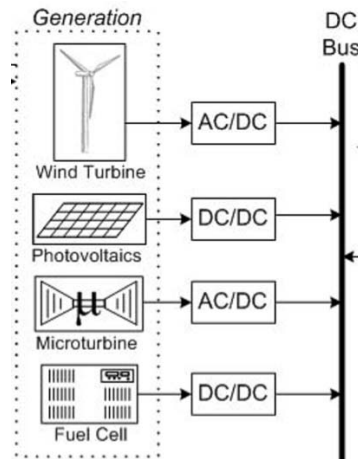 Generation
DC
Bus
AC/DC
Wind Turbine
DC/DC
Photovoltaics
μ
AC/DC
Microturbine
DC/DC
Fuel Cell